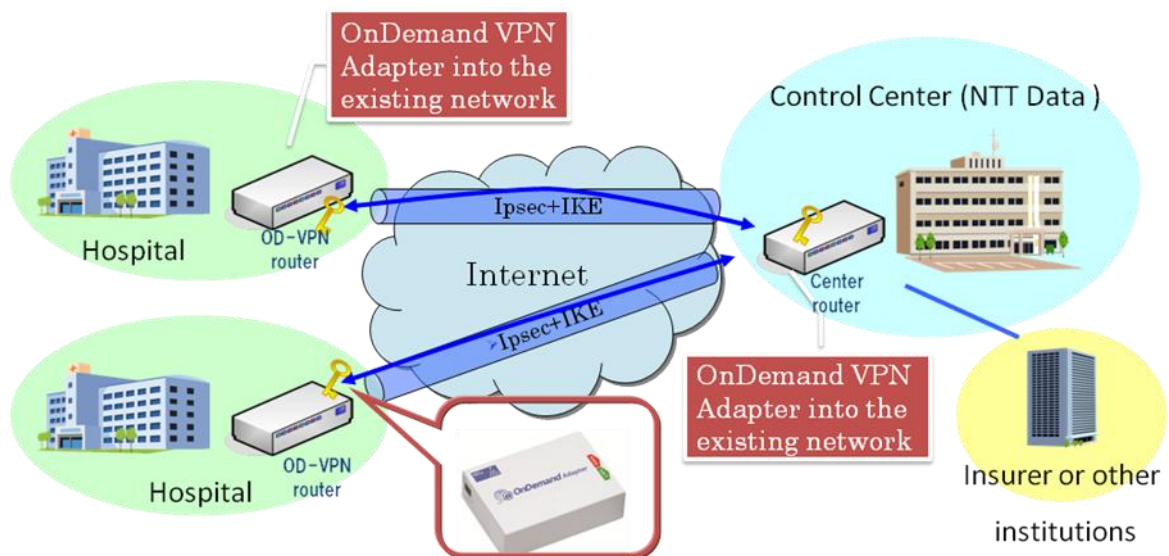 OnDemand VPN
Adapter into the
existing network
Control Center (NTT Data )
Ipsec+IKE
Hospital
OD-VPN
router
Internet
Center
router
Ipsec+IKE
OnDemand VPN
Adapter into the
existing network
OnDemand Adapter
Hospital
OD-VPN
router
Insurer or other
institutions